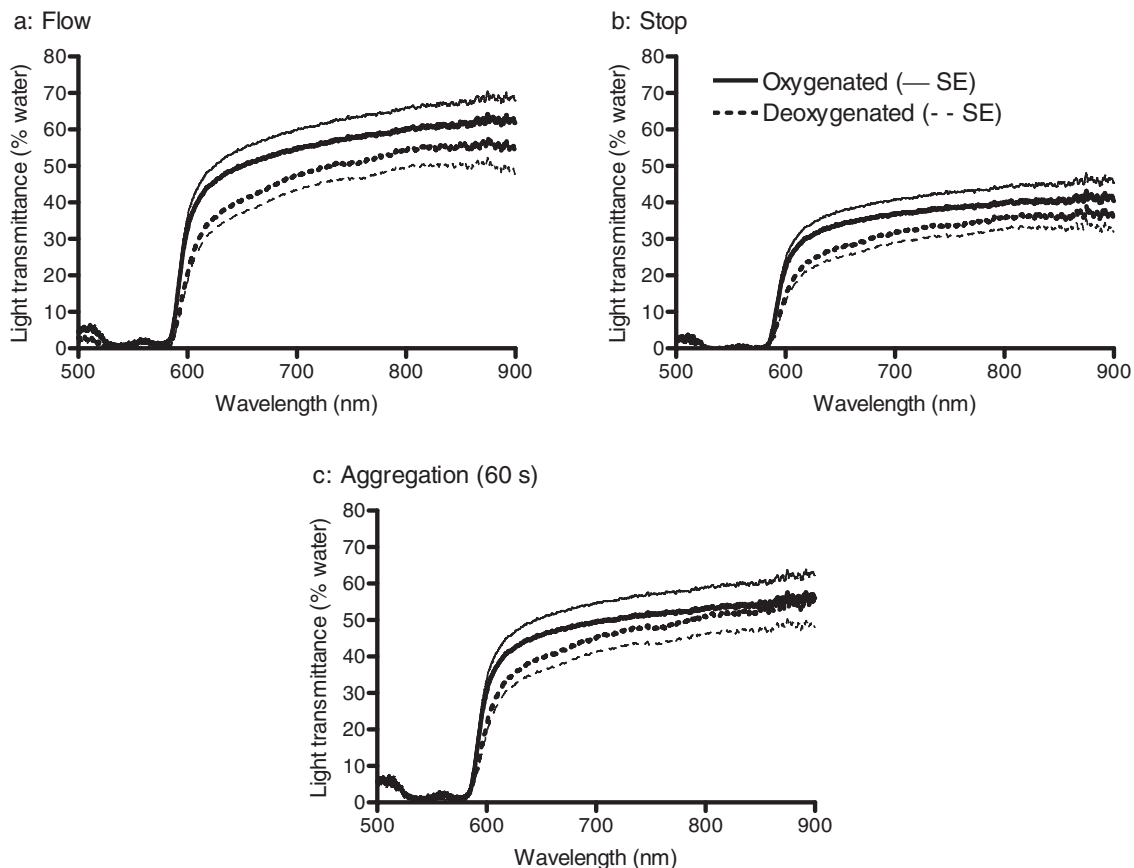 a: Flow
80
70
60
50
40
30
20
10
0
Light transmittance (% water)
500 600 700 800 900
Wavelength (nm)
b: Stop
80
70
60
50
40
30
20
10
0
Light transmittance (% water)
Oxygenated (— SE)
Deoxygenated (- - SE)
500 600 700 800 900
Wavelength (nm)
c: Aggregation (60 s)
80
70
60
50
40
30
20
10
0
Light transmittance (% water)
500 600 700 800 900
Wavelength (nm)